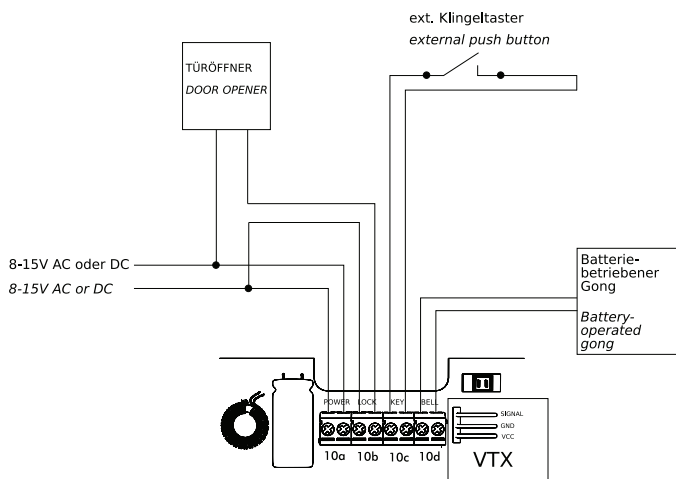 ext. Klingeltaster
external push button
TÜRÖFFNER
DOOR OPENER
8-15V AC oder DC
8-15V AC or DC
Batterie-
betriebener
Gong
Battery-
operated
gong
POWER LOCK KEY BELL
10a 10b 10c 10d
SIGNAL
GND
VCC
VTX